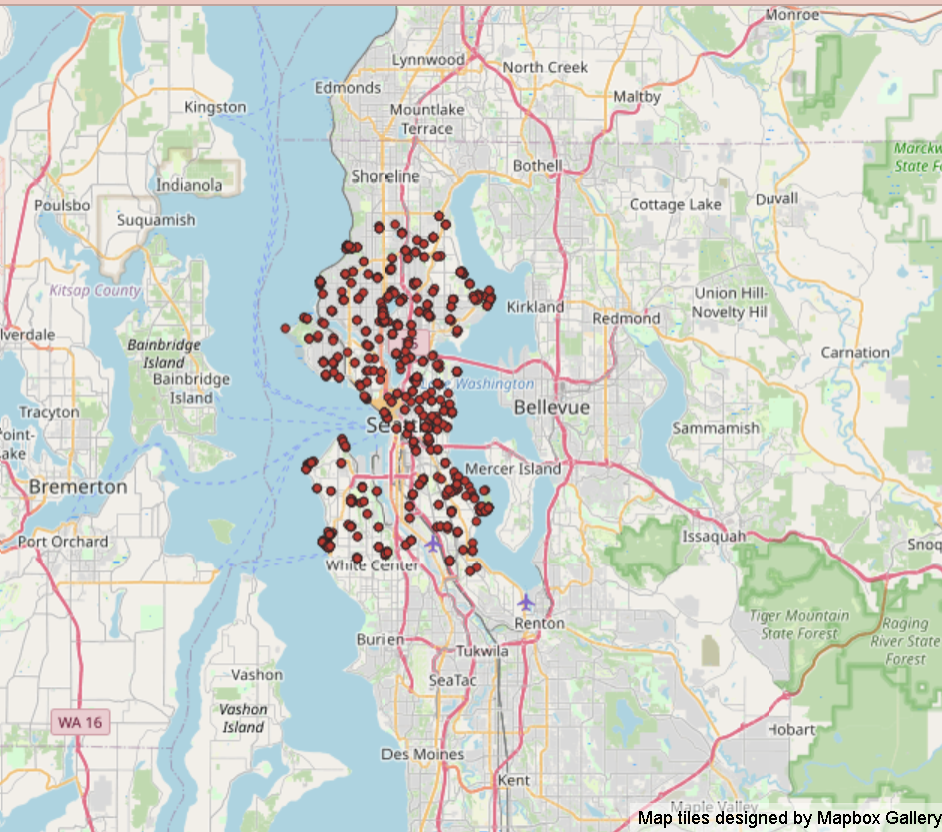 Monroe
Lynnwood
North Creek
Edmonds
Maltby
Kingston
Mountlake
Terrace
Bothell
Marckw
State Fo
Shoreline
Indianola
Poulsbo
Cottage Lake
Duvall
Suquamish
Kitsap County
Union Hill-
Novelty Hil
Kirkland
Redmond
lverdale
Bainbridge
Island
Carnation
Bainbridge
Island
Washington
Tracyton
Bellevue
Sammamish
Point-
Lake
Mercer Island
Bremerton
Issaquah
Port Orchard
Snoq
White Center
Tiger Mountain
State Forest
Raging
River State
Forest
Renton
Burien
Tukwila
Vashon
SeaTac
Vashon
Island
WA 16
Hobart
Des Moines
Kent
Maple Valley
Map tiles designed by Mapbox Gallery